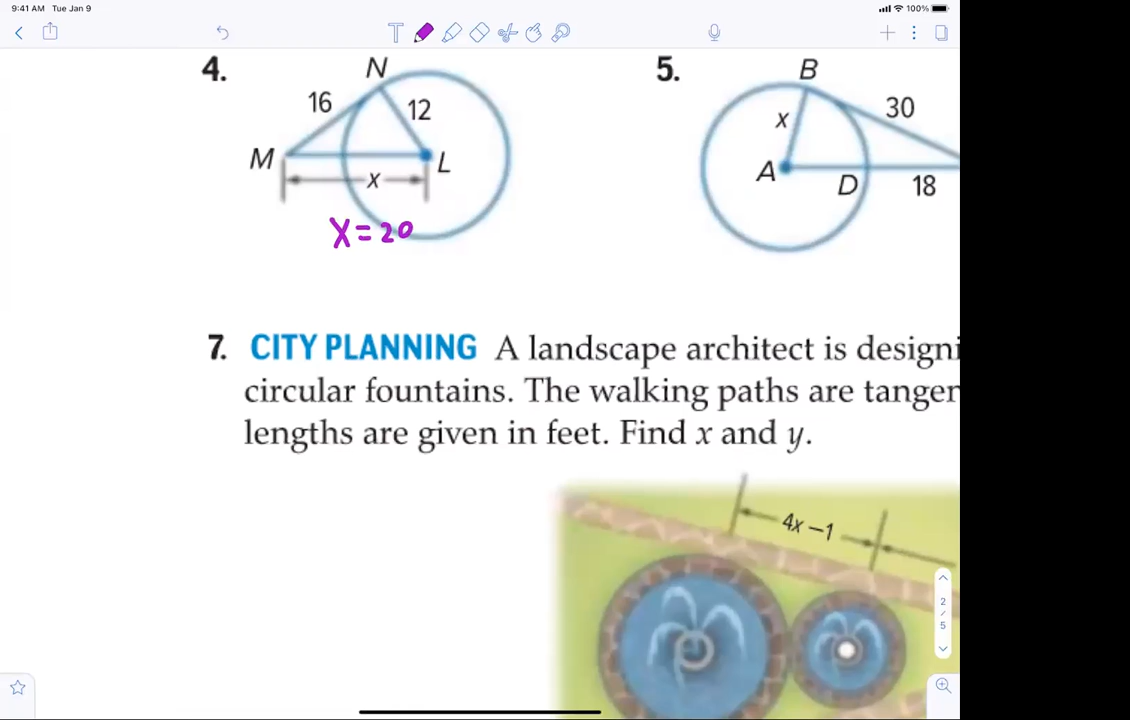 9:41 AM Tue Jan 9
100%
4.
N
16
12
M
L
x
X = 20
5.
B
x
30
A
D
18
7. CITY PLANNING A landscape architect is designi
circular fountains. The walking paths are tangen
lengths are given in feet. Find x and y.
4x – 1
2
/
5